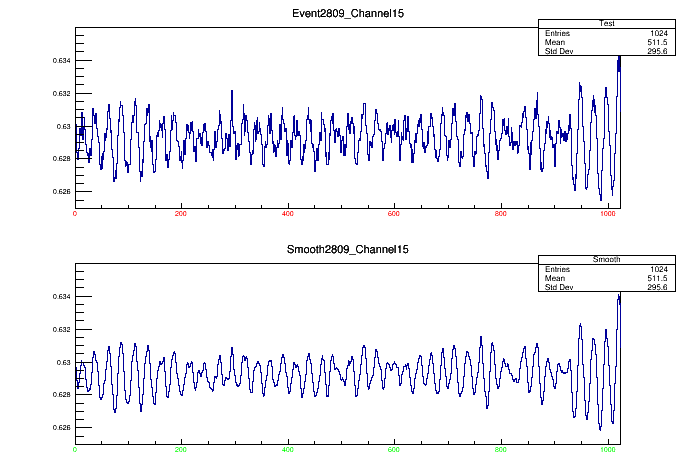 Event2809_Channel15
Test
Entries 1024
Mean 511.5
Std Dev 295.6
0.634
0.632
0.63
0.628
0.626
0 200 400 600 800 1000
Smooth2809_Channel15
Smooth
Entries 1024
Mean 511.5
Std Dev 295.6
0.634
0.632
0.63
0.628
0.626
0 200 400 600 800 1000